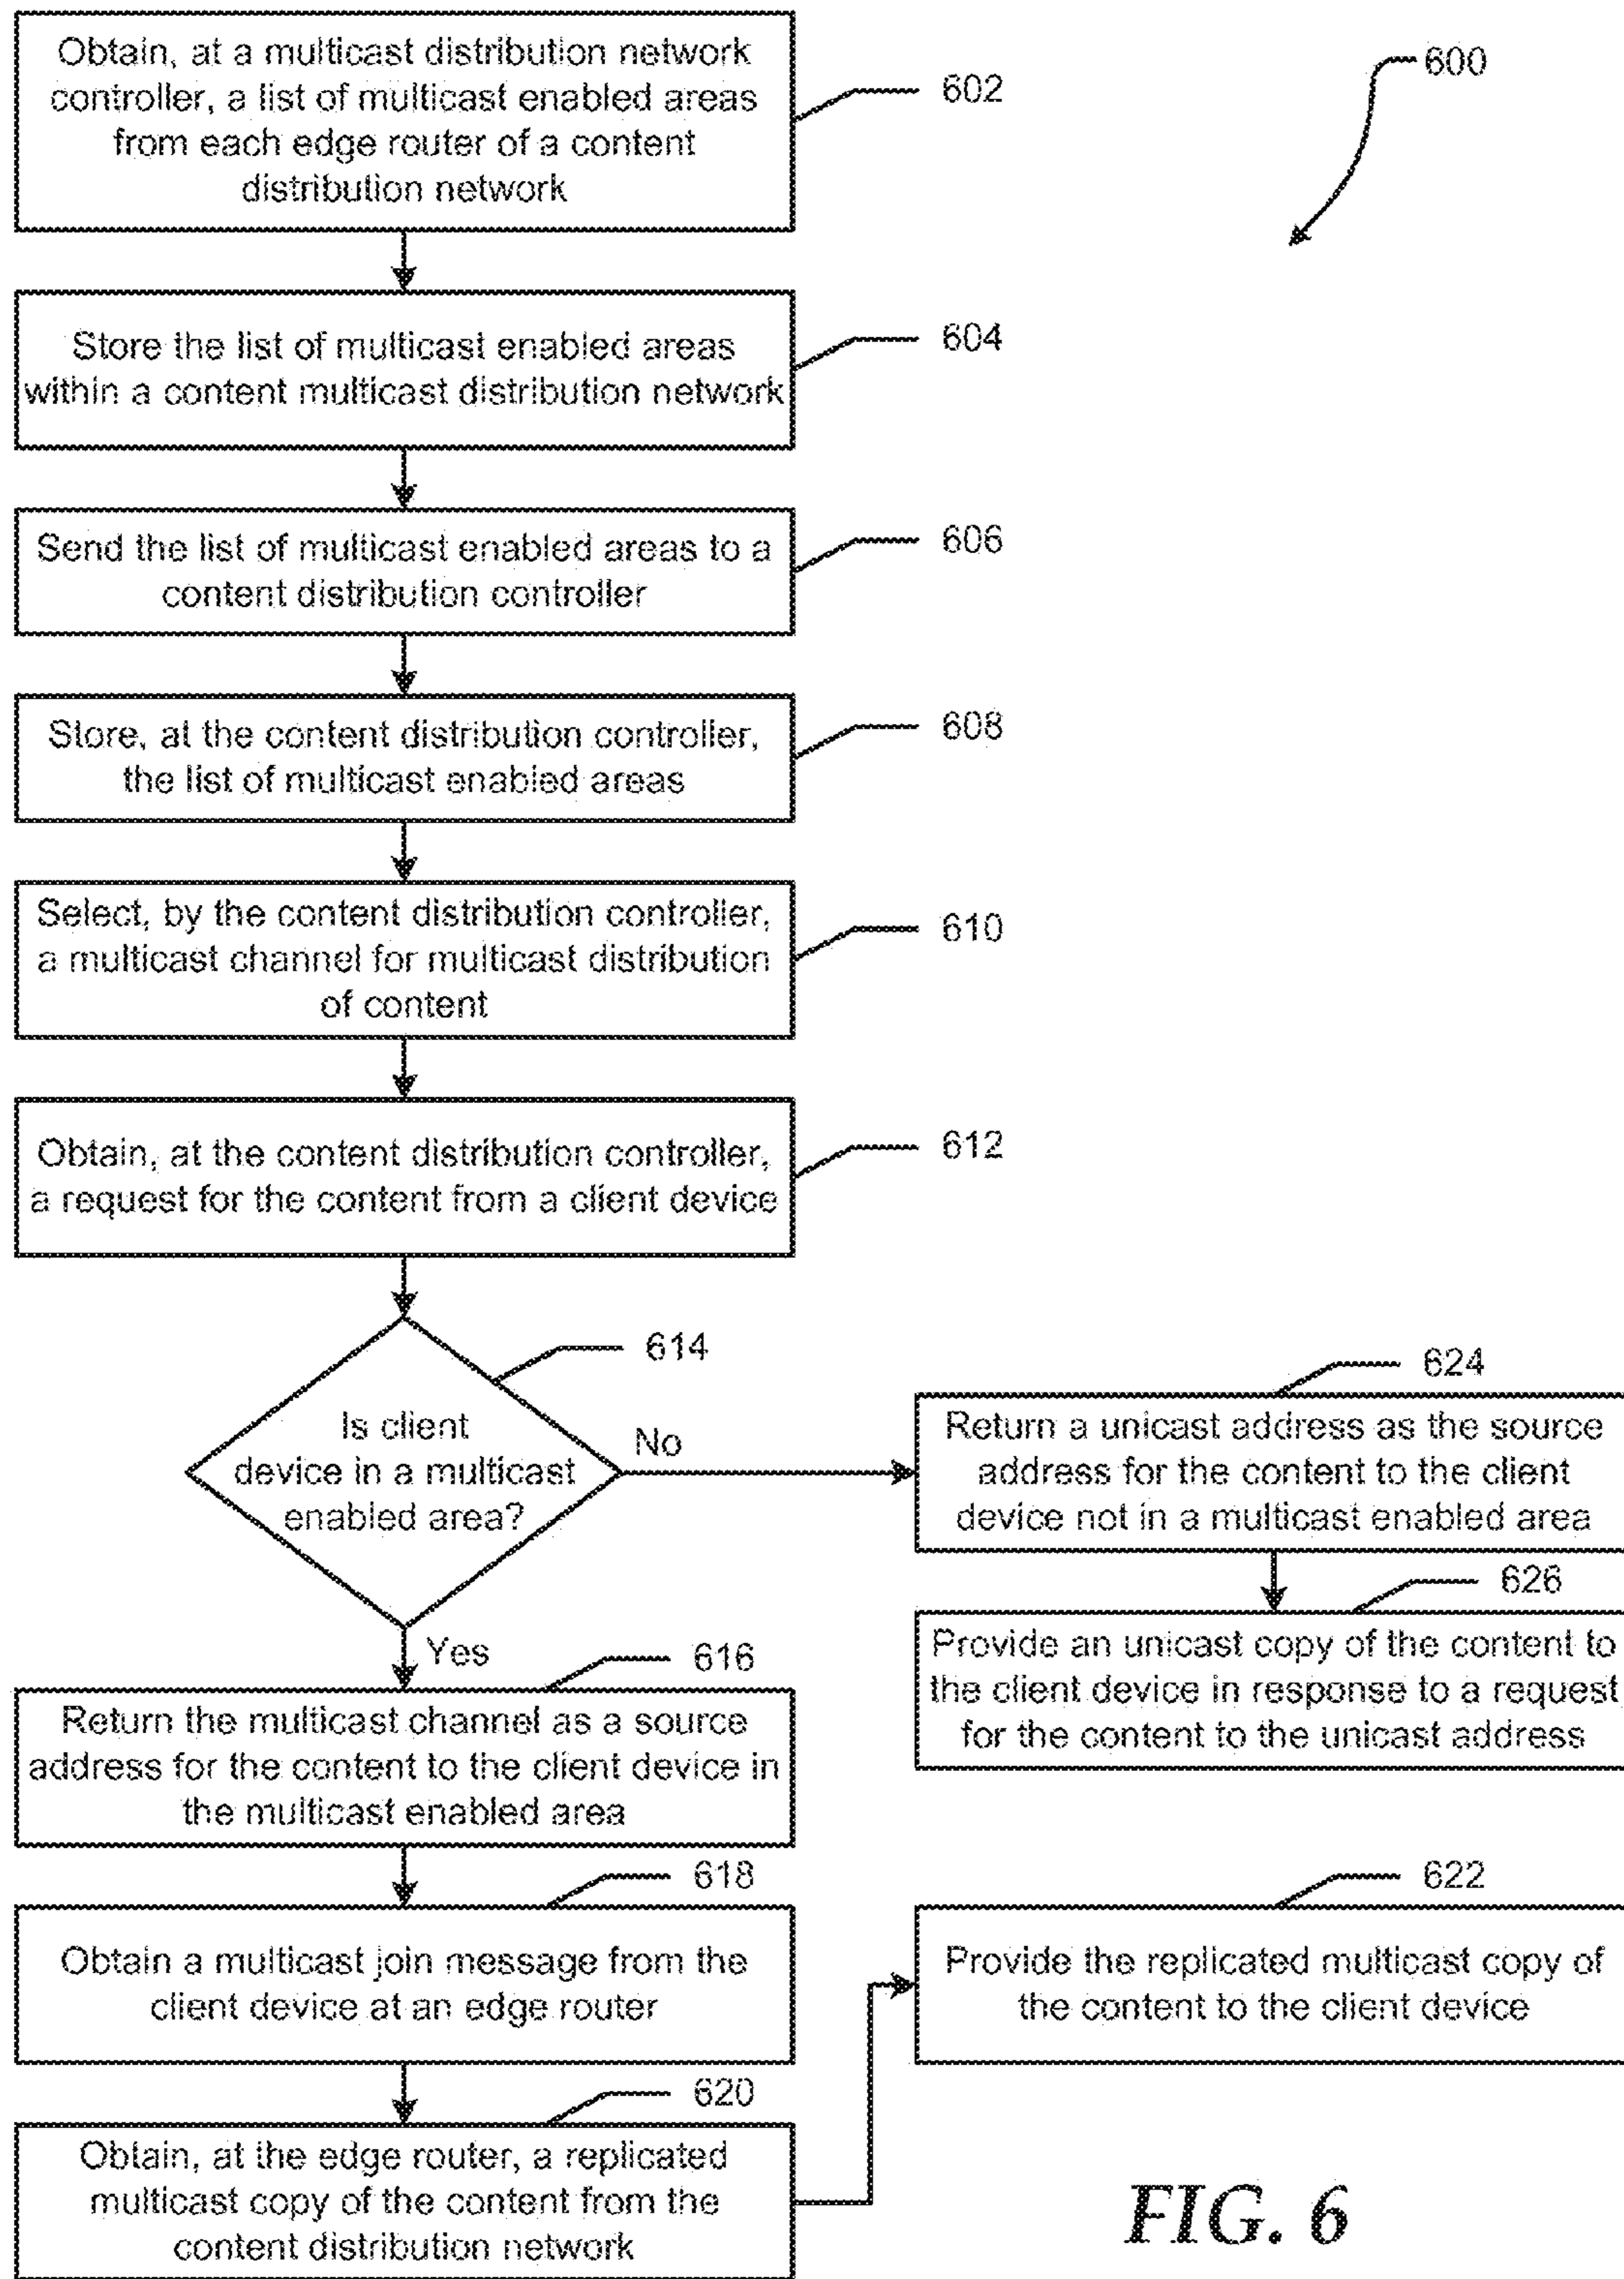 Obtain, at a multicast distribution network
controller, a list of multicast enabled areas
from each edge router of a content
distribution network
602
600
Store the list of multicast enabled areas
within a content multicast distribution network
604
Send the list of multicast enabled areas to a
content distribution controller
606
Store, at the content distribution controller,
the list of multicast enabled areas
608
Select, by the content distribution controller,
a multicast channel for multicast distribution
of content
610
Obtain, at the content distribution controller,
a request for the content from a client device
612
614
Is client
device in a multicast
enabled area?
No
624
Return a unicast address as the source
address for the content to the client
device not in a multicast enabled area
626
Provide an unicast copy of the content to
the client device in response to a request
for the content to the unicast address
Yes
616
Return the multicast channel as a source
address for the content to the client device in
the multicast enabled area
618
Obtain a multicast join message from the
client device at an edge router
622
Provide the replicated multicast copy of
the content to the client device
620
Obtain, at the edge router, a replicated
multicast copy of the content from the
content distribution network
FIG. 6